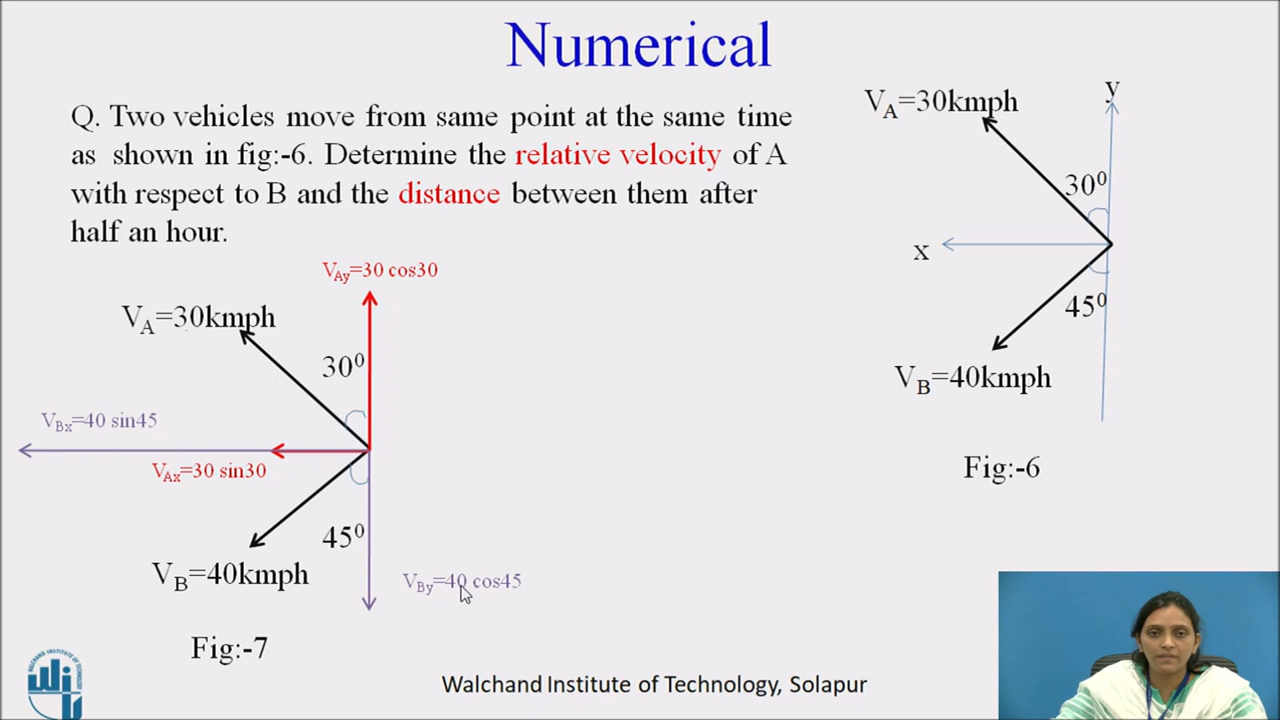 Numerical
Q. Two vehicles move from same point at the same time
as shown in fig:-6. Determine the relative velocity of A
with respect to B and the distance between them after
half an hour.
VA=30kmph
y
30⁰
x
45⁰
VB=40kmph
Fig:-6
VAy=30 cos30
VA=30kmph
30⁰
VBx=40 sin45
VAx=30 sin30
45⁰
VB=40kmph
VBy=40 cos45
Fig:-7
Walchand Institute of Technology, Solapur